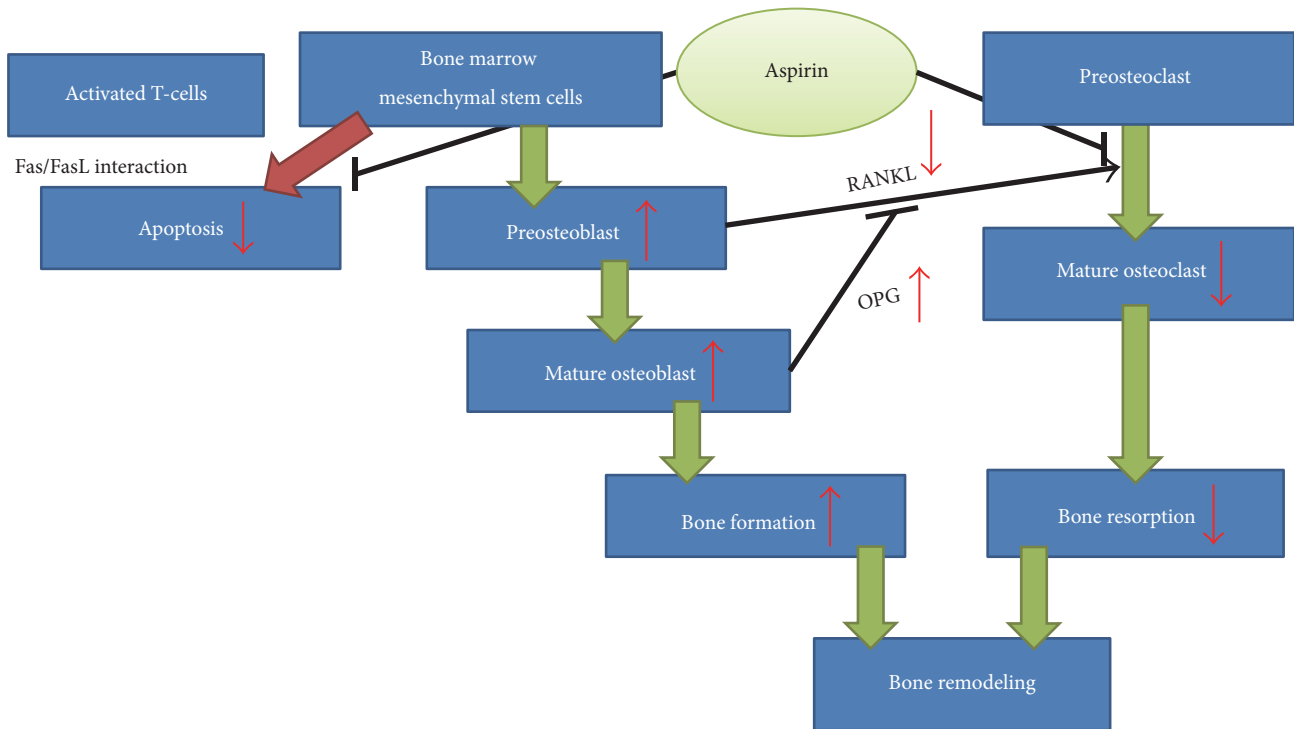 Activated T-cells
Bone marrow
mesenchymal stem cells
Aspirin
Preosteoclast
Fas/FasL interaction
RANKL
Apoptosis
Preosteoblast
Mature osteoclast
OPG
Mature osteoblast
Bone formation
Bone resorption
Bone remodeling